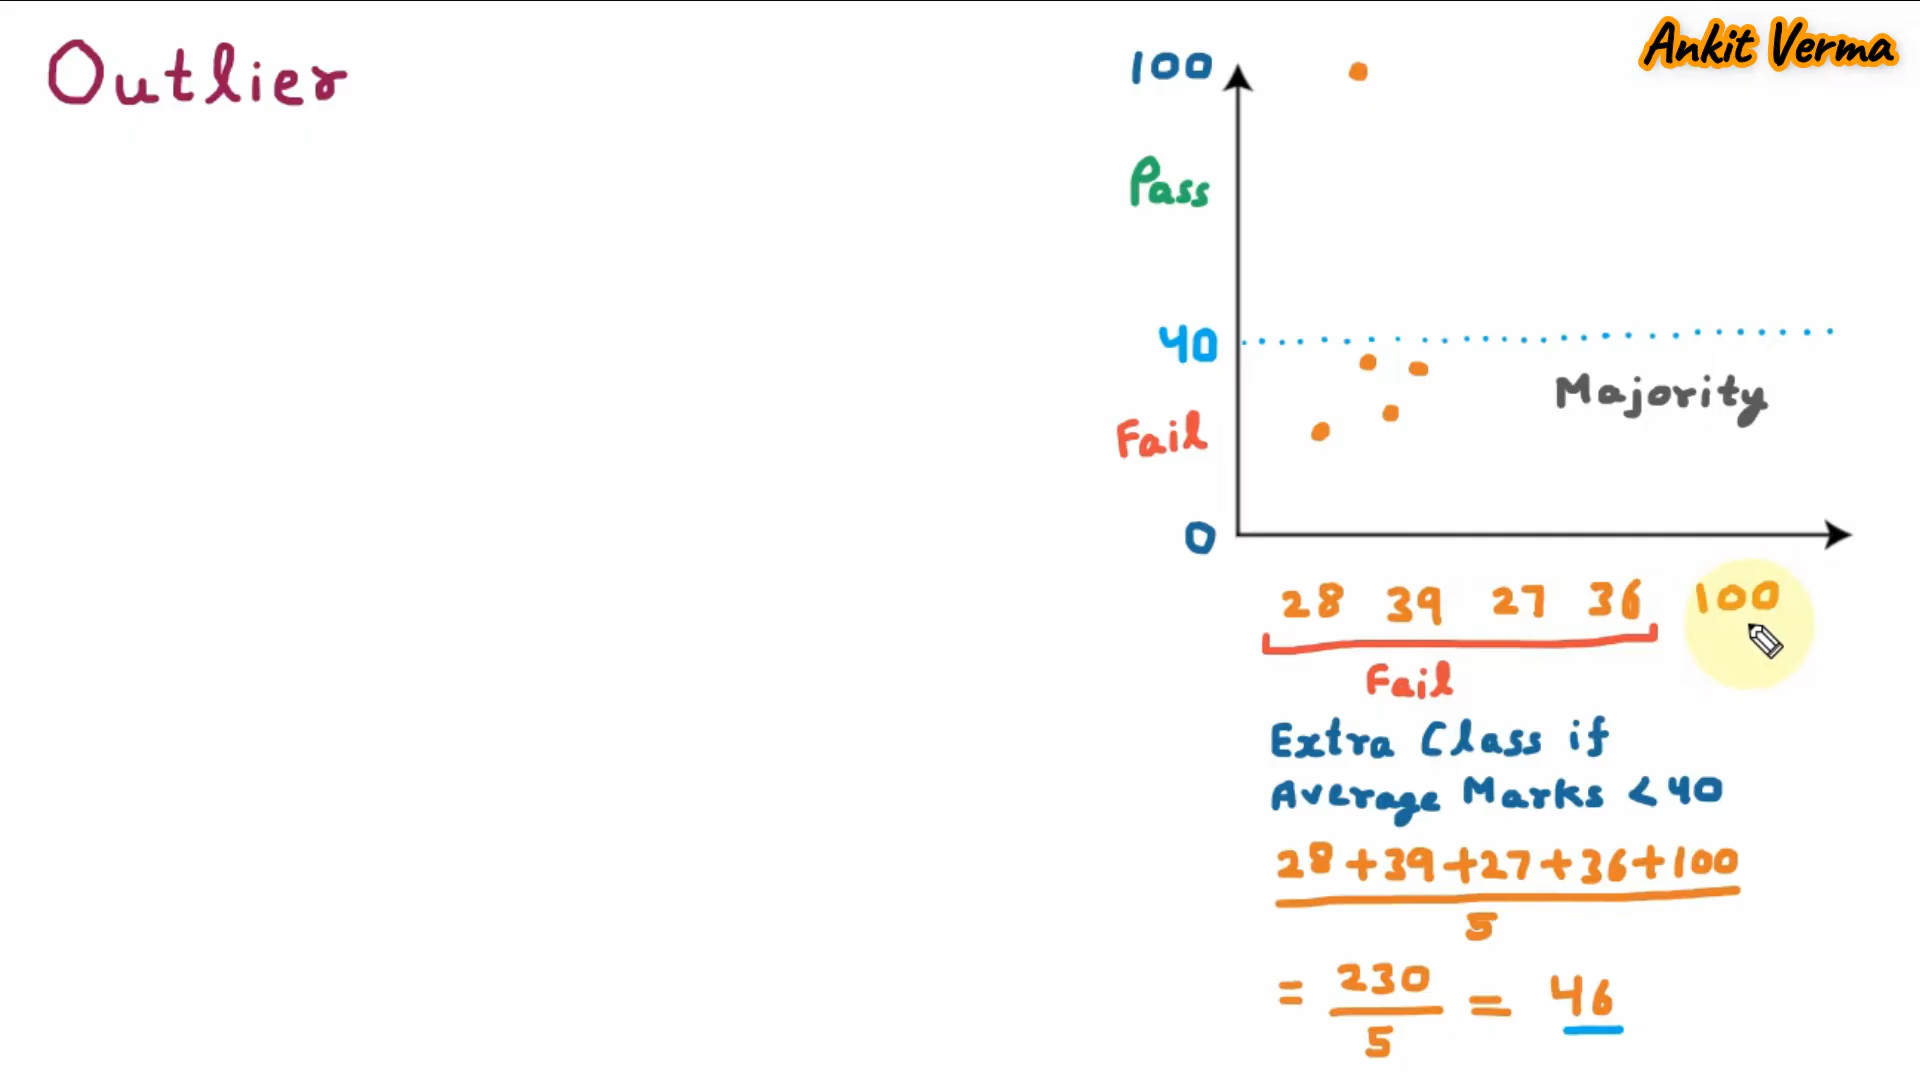 Outlier
Ankit Verma
100
Pass
40
Majority
Fail
0
28 39 27 36 100
Fail
Extra Class if
Average Marks < 40
28 + 39 + 27 + 36 + 100
5
= 230 = 46
5